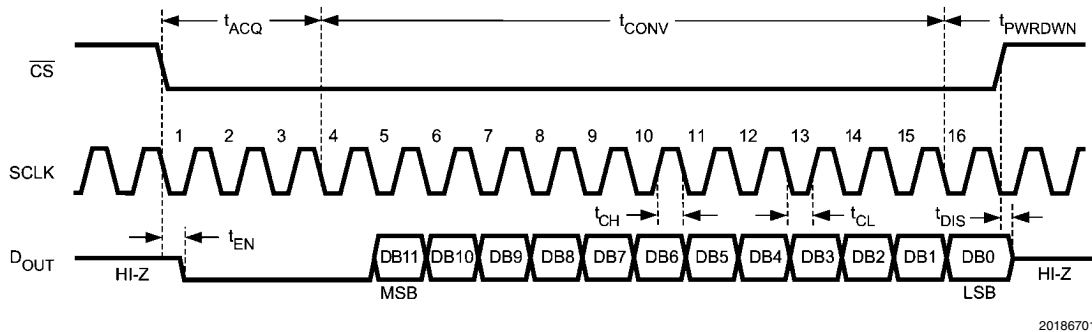 tACQ tCONV tPWRDWN
CS
1 2 3 4 5 6 7 8 9 10 11 12 13 14 15 16
SCLK
tCH tCL tDIS
tEN
DOUT HI-Z DB11 DB10 DB9 DB8 DB7 DB6 DB5 DB4 DB3 DB2 DB1 DB0 HI-Z
MSB LSB
20186701